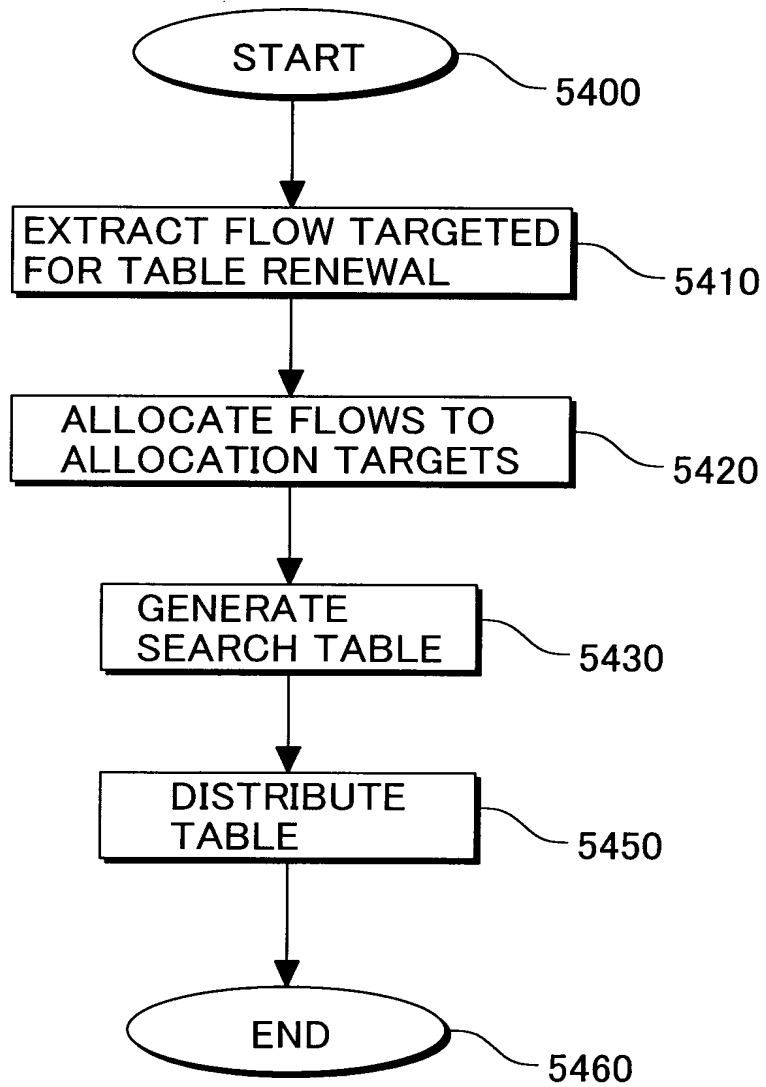 START
5400
EXTRACT FLOW TARGETED
FOR TABLE RENEWAL
5410
ALLOCATE FLOWS TO
ALLOCATION TARGETS
5420
GENERATE
SEARCH TABLE
5430
DISTRIBUTE
TABLE
5450
END
5460